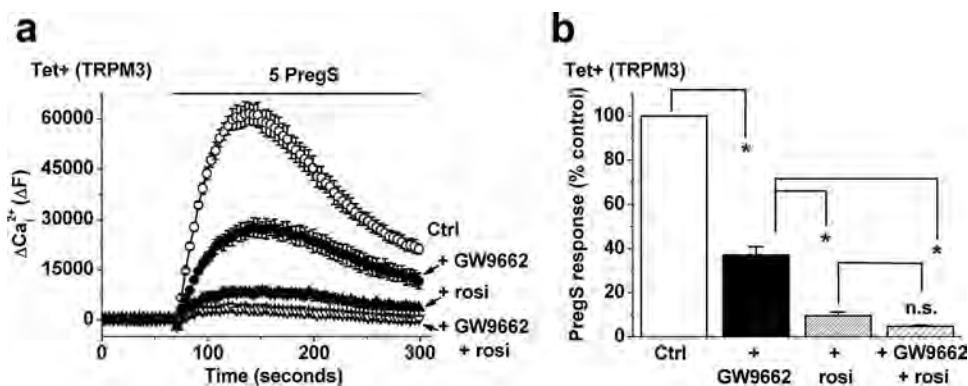 a
Tet+ (TRPM3)
5 PregS
60000
45000
30000
15000
0
ΔCa²⁺ᵢ (ΔF)
Ctrl
+ GW9662
+ rosi
+ GW9662
+ rosi
0 100 200 300
Time (seconds)
b
Tet+ (TRPM3)
PregS response (% control)
100
80
60
40
20
0
*
*
*
n.s.
Ctrl
+
GW9662
+
rosi
+ GW9662
+ rosi